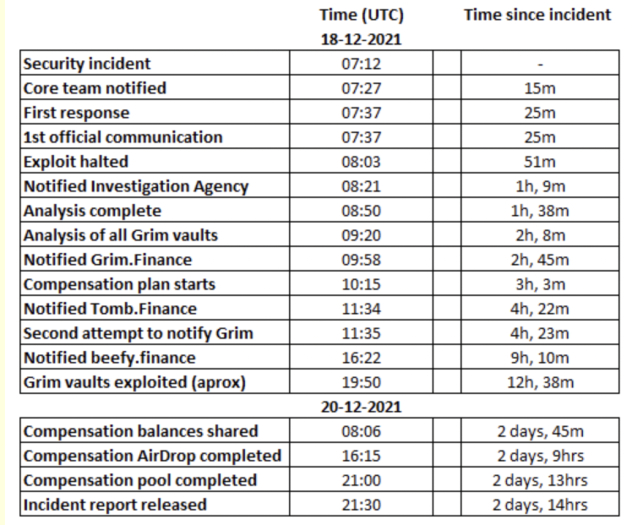 Time (UTC) Time since incident
18-12-2021
Security incident 07:12 -
Core team notified 07:27 15m
First response 07:37 25m
1st official communication 07:37 25m
Exploit halted 08:03 51m
Notified Investigation Agency 08:21 1h, 9m
Analysis complete 08:50 1h, 38m
Analysis of all Grim vaults 09:20 2h, 8m
Notified Grim.Finance 09:58 2h, 45m
Compensation plan starts 10:15 3h, 3m
Notified Tomb.Finance 11:34 4h, 22m
Second attempt to notify Grim 11:35 4h, 23m
Notified beefy.finance 16:22 9h, 10m
Grim vaults exploited (aprox) 19:50 12h, 38m
20-12-2021
Compensation balances shared 08:06 2 days, 45m
Compensation AirDrop completed 16:15 2 days, 9hrs
Compensation pool completed 21:00 2 days, 13hrs
Incident report released 21:30 2 days, 14hrs